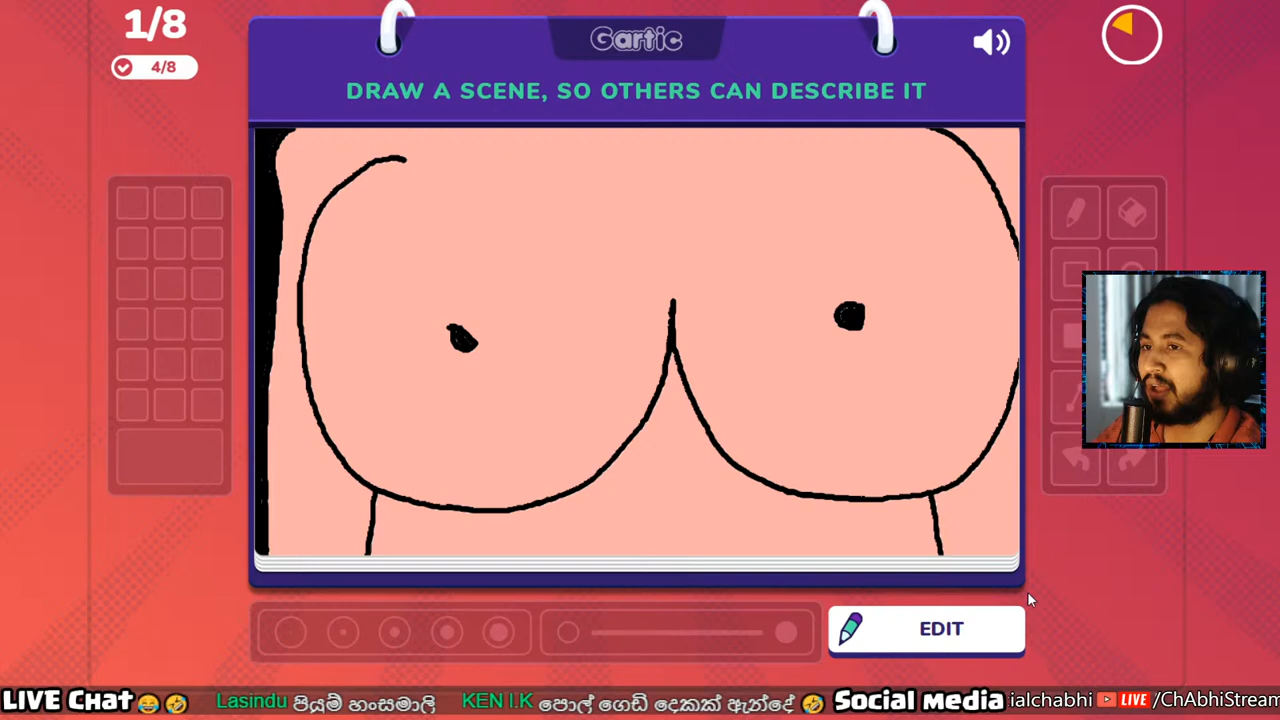 1/8
4/8
Gartic
DRAW A SCENE, SO OTHERS CAN DESCRIBE IT
EDIT
LIVE Chat Lasindu පියුම් හංසමාලි KEN I.K පොල් ගෙඩි දෙකක් ඇන්දේ Social Media ialchabhi LIVE /ChAbhiStream